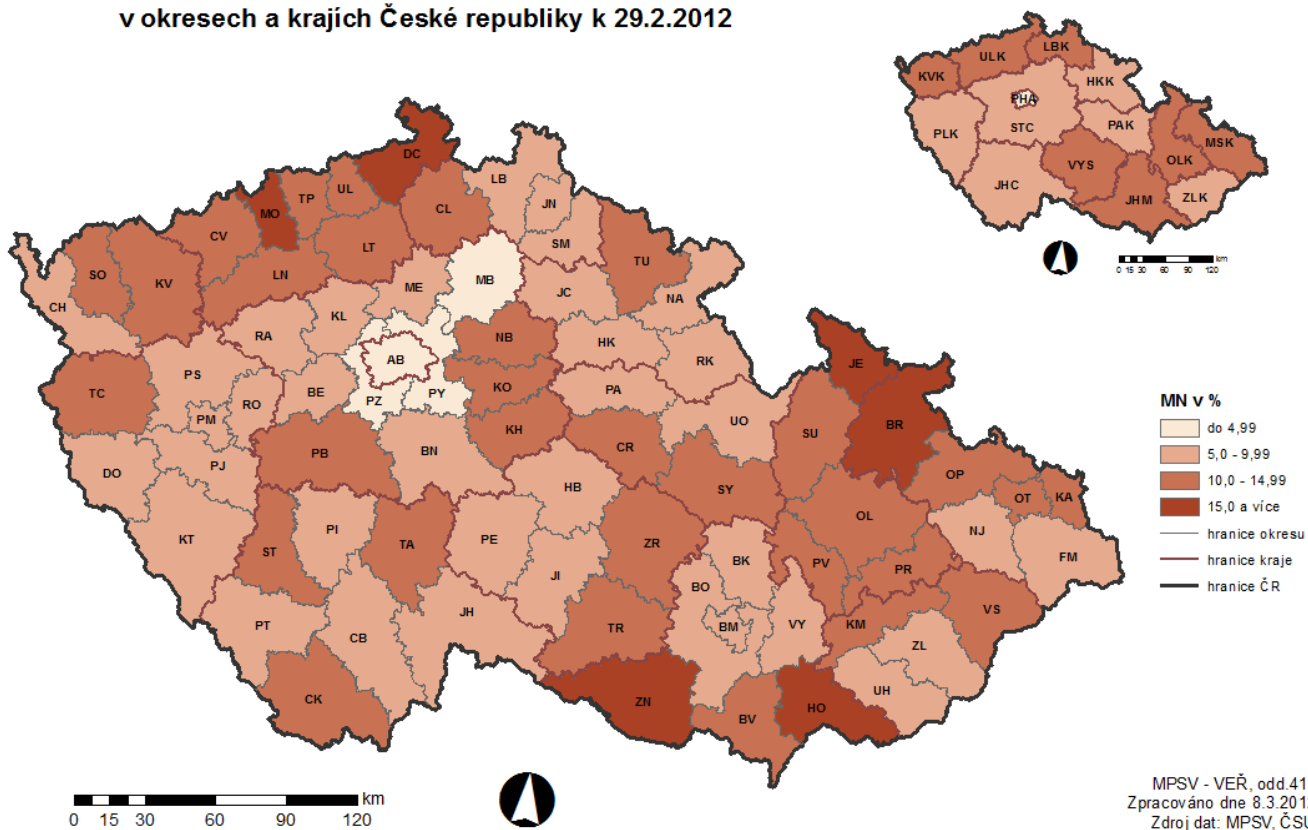 v okresech a krajích České republiky k 29.2.2012
LBK
ULK
KVK
HKK
PHA
STC
PAK
PLK
MSK
OLK
VYS
JHC
JHM
ZLK
km
0 15 30 60 90 120
DC
LB
TP
UL
JN
MO
CL
CV
SM
LT
TU
SO
LN
KV
MB
ME
JC
NA
CH
KL
RA
NB
HK
AB
RK
JE
PS
KO
TC
BE
PA
PZ
PY
RO
PM
UO
BR
SU
KH
CR
PB
BN
PJ
DO
OP
HB
SY
OT
KA
OL
KT
ST
PI
TA
PE
ZR
NJ
FM
BK
PV
PR
JI
BO
VS
PT
CB
JH
TR
BM
VY
KM
ZL
UH
CK
ZN
HO
BV
MN v %
do 4,99
5,0 - 9,99
10,0 - 14,99
15,0 a více
hranice okresu
hranice kraje
hranice ČR
km
0 15 30 60 90 120
MPSV - VEŘ, odd.41
Zpracováno dne 8.3.201
Zdroj dat: MPSV, ČSÚ